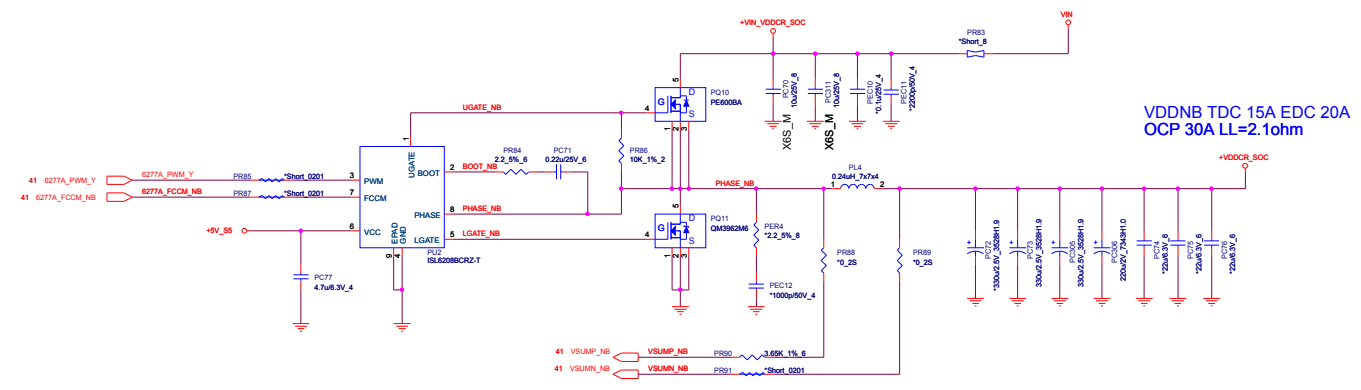 +VIN_VDDCR_SOC
VIN
PR83
*Short_8
PC70
10u/25V_8
X6S_M
PC311
10u/25V_8
X6S_M
PEC10
*0.1u/25V_4
PEC11
*2200p/50V_4
VDDNB TDC 15A EDC 20A
OCP 30A LL=2.1ohm
+VDDCR_SOC
PQ10
PE600BA
5
D
G
S
4
1
2
3
UGATE_NB
1
UGATE
PR84
2.2_5%_6
PC71
0.22u/25V_6
PR86
10K_1%_2
2
BOOT_NB
BOOT
41 6277A_PWM_Y
6277A_PWM_Y
PR85
*Short_0201
3
PWM
41 6277A_FCCM_NB
6277A_FCCM_NB
PR87
*Short_0201
7
FCCM
PHASE
8
PHASE_NB
+5V_S5
6
VCC
LGATE
5
LGATE_NB
EPAD
GND
9
4
PU2
ISL6208BCRZ-T
PC77
4.7u/6.3V_4
5
D
G
S
4
1
2
3
PQ11
QM3962M6
PHASE_NB
PL4
1
2
0.24uH_7x7x4
PER4
*2.2_5%_8
PEC12
*1000p/50V_4
PR88
*0_2S
PR89
*0_2S
+
PC72
*330u/2.5V_3528H1.9
+
PC73
330u/2.5V_3528H1.9
+
PC305
330u/2.5V_3528H1.9
+
PC306
220u/2V_7343H1.0
PC74
*22u/6.3V_6
PC75
*22u/6.3V_6
PC76
*22u/6.3V_6
41 VSUMP_NB
VSUMP_NB
PR90
3.65K_1%_6
41 VSUMN_NB
VSUMN_NB
PR91
*Short_0201